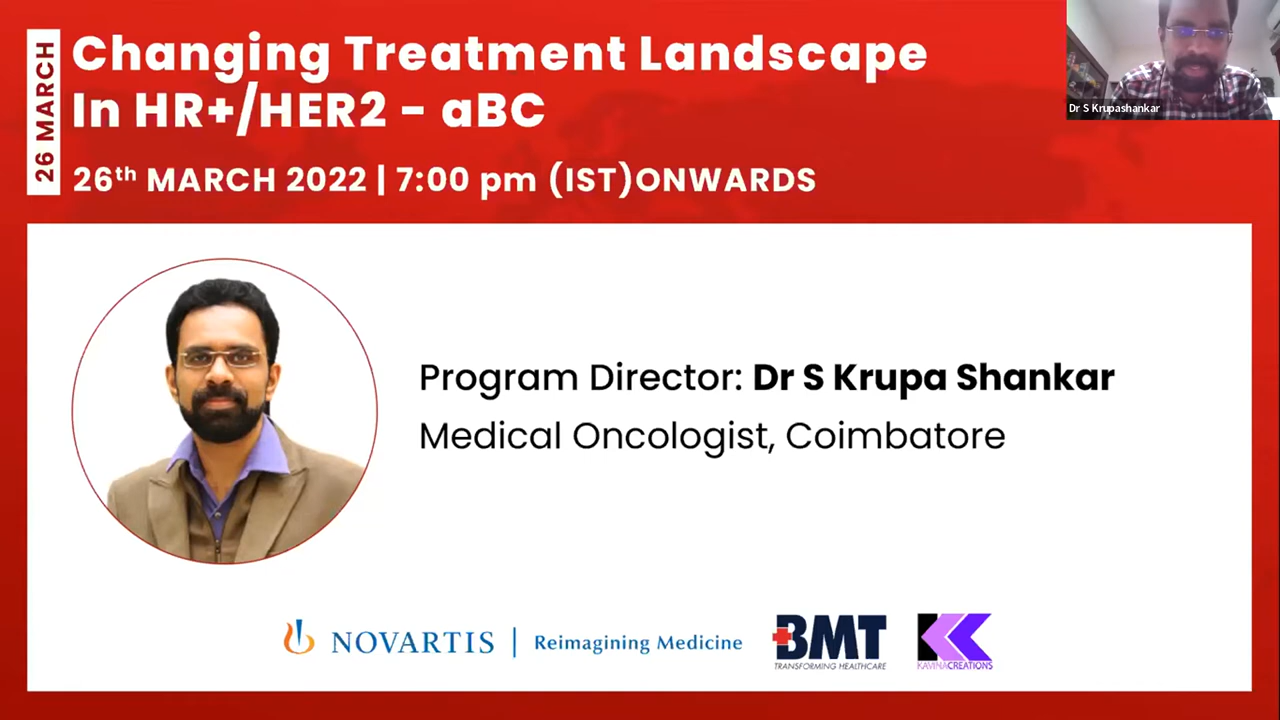 26 MARCH
Changing Treatment Landscape
In HR+/HER2 - aBC
26th MARCH 2022 | 7:00 pm (IST)ONWARDS
Dr S Krupashankar
Program Director: Dr S Krupa Shankar
Medical Oncologist, Coimbatore
NOVARTIS | Reimagining Medicine
BMT
TRANSFORMING HEALTHCARE
KAVINACREATIONS